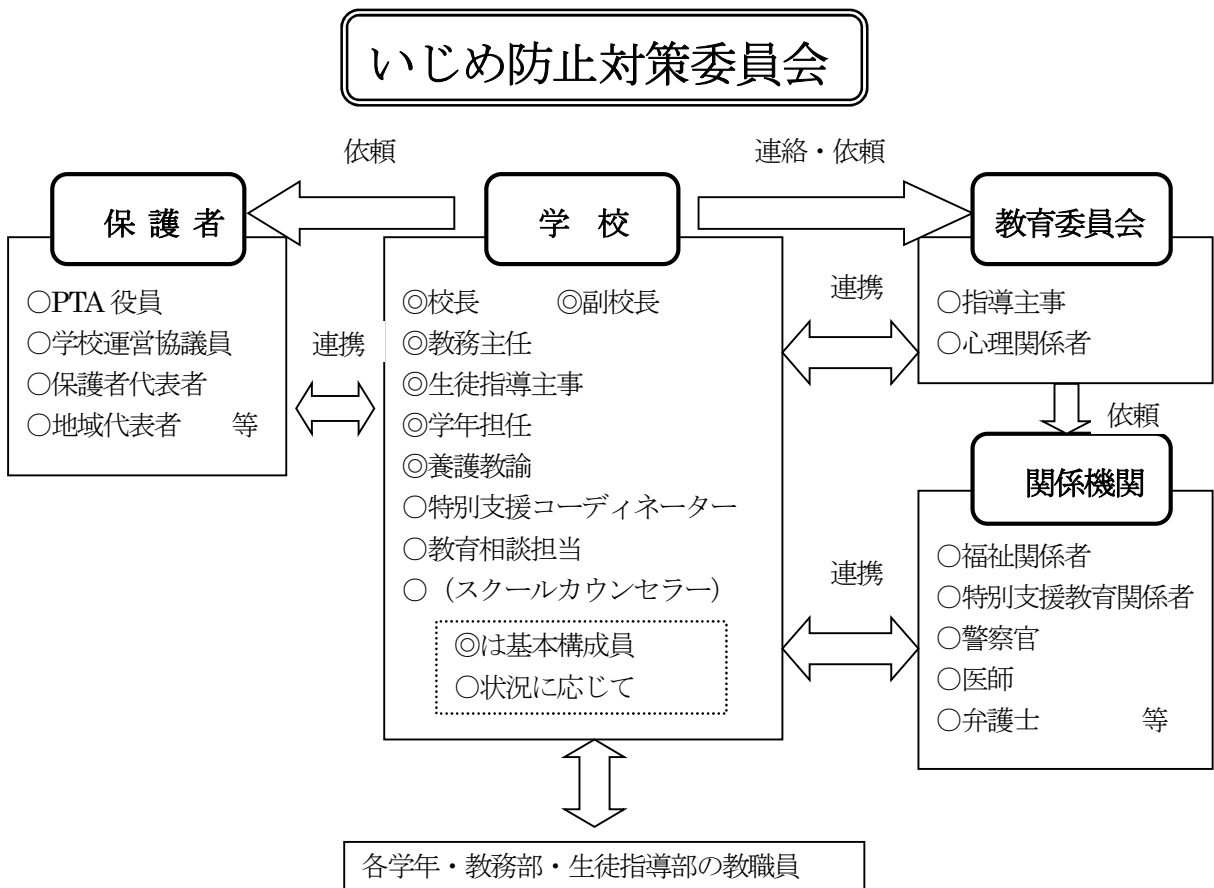 いじめ防止対策委員会
依頼
連絡・依頼
保護者
学校
教育委員会
○PTA 役員
○学校運営協議員
○保護者代表者
○地域代表者 等
連携
◎校長 ◎副校長
◎教務主任
◎生徒指導主事
◎学年担任
◎養護教諭
○特別支援コーディネーター
○教育相談担当
○（スクールカウンセラー）
◎は基本構成員
○状況に応じて
連携
○指導主事
○心理関係者
依頼
関係機関
連携
○福祉関係者
○特別支援教育関係者
○警察官
○医師
○弁護士 等
各学年・教務部・生徒指導部の教職員